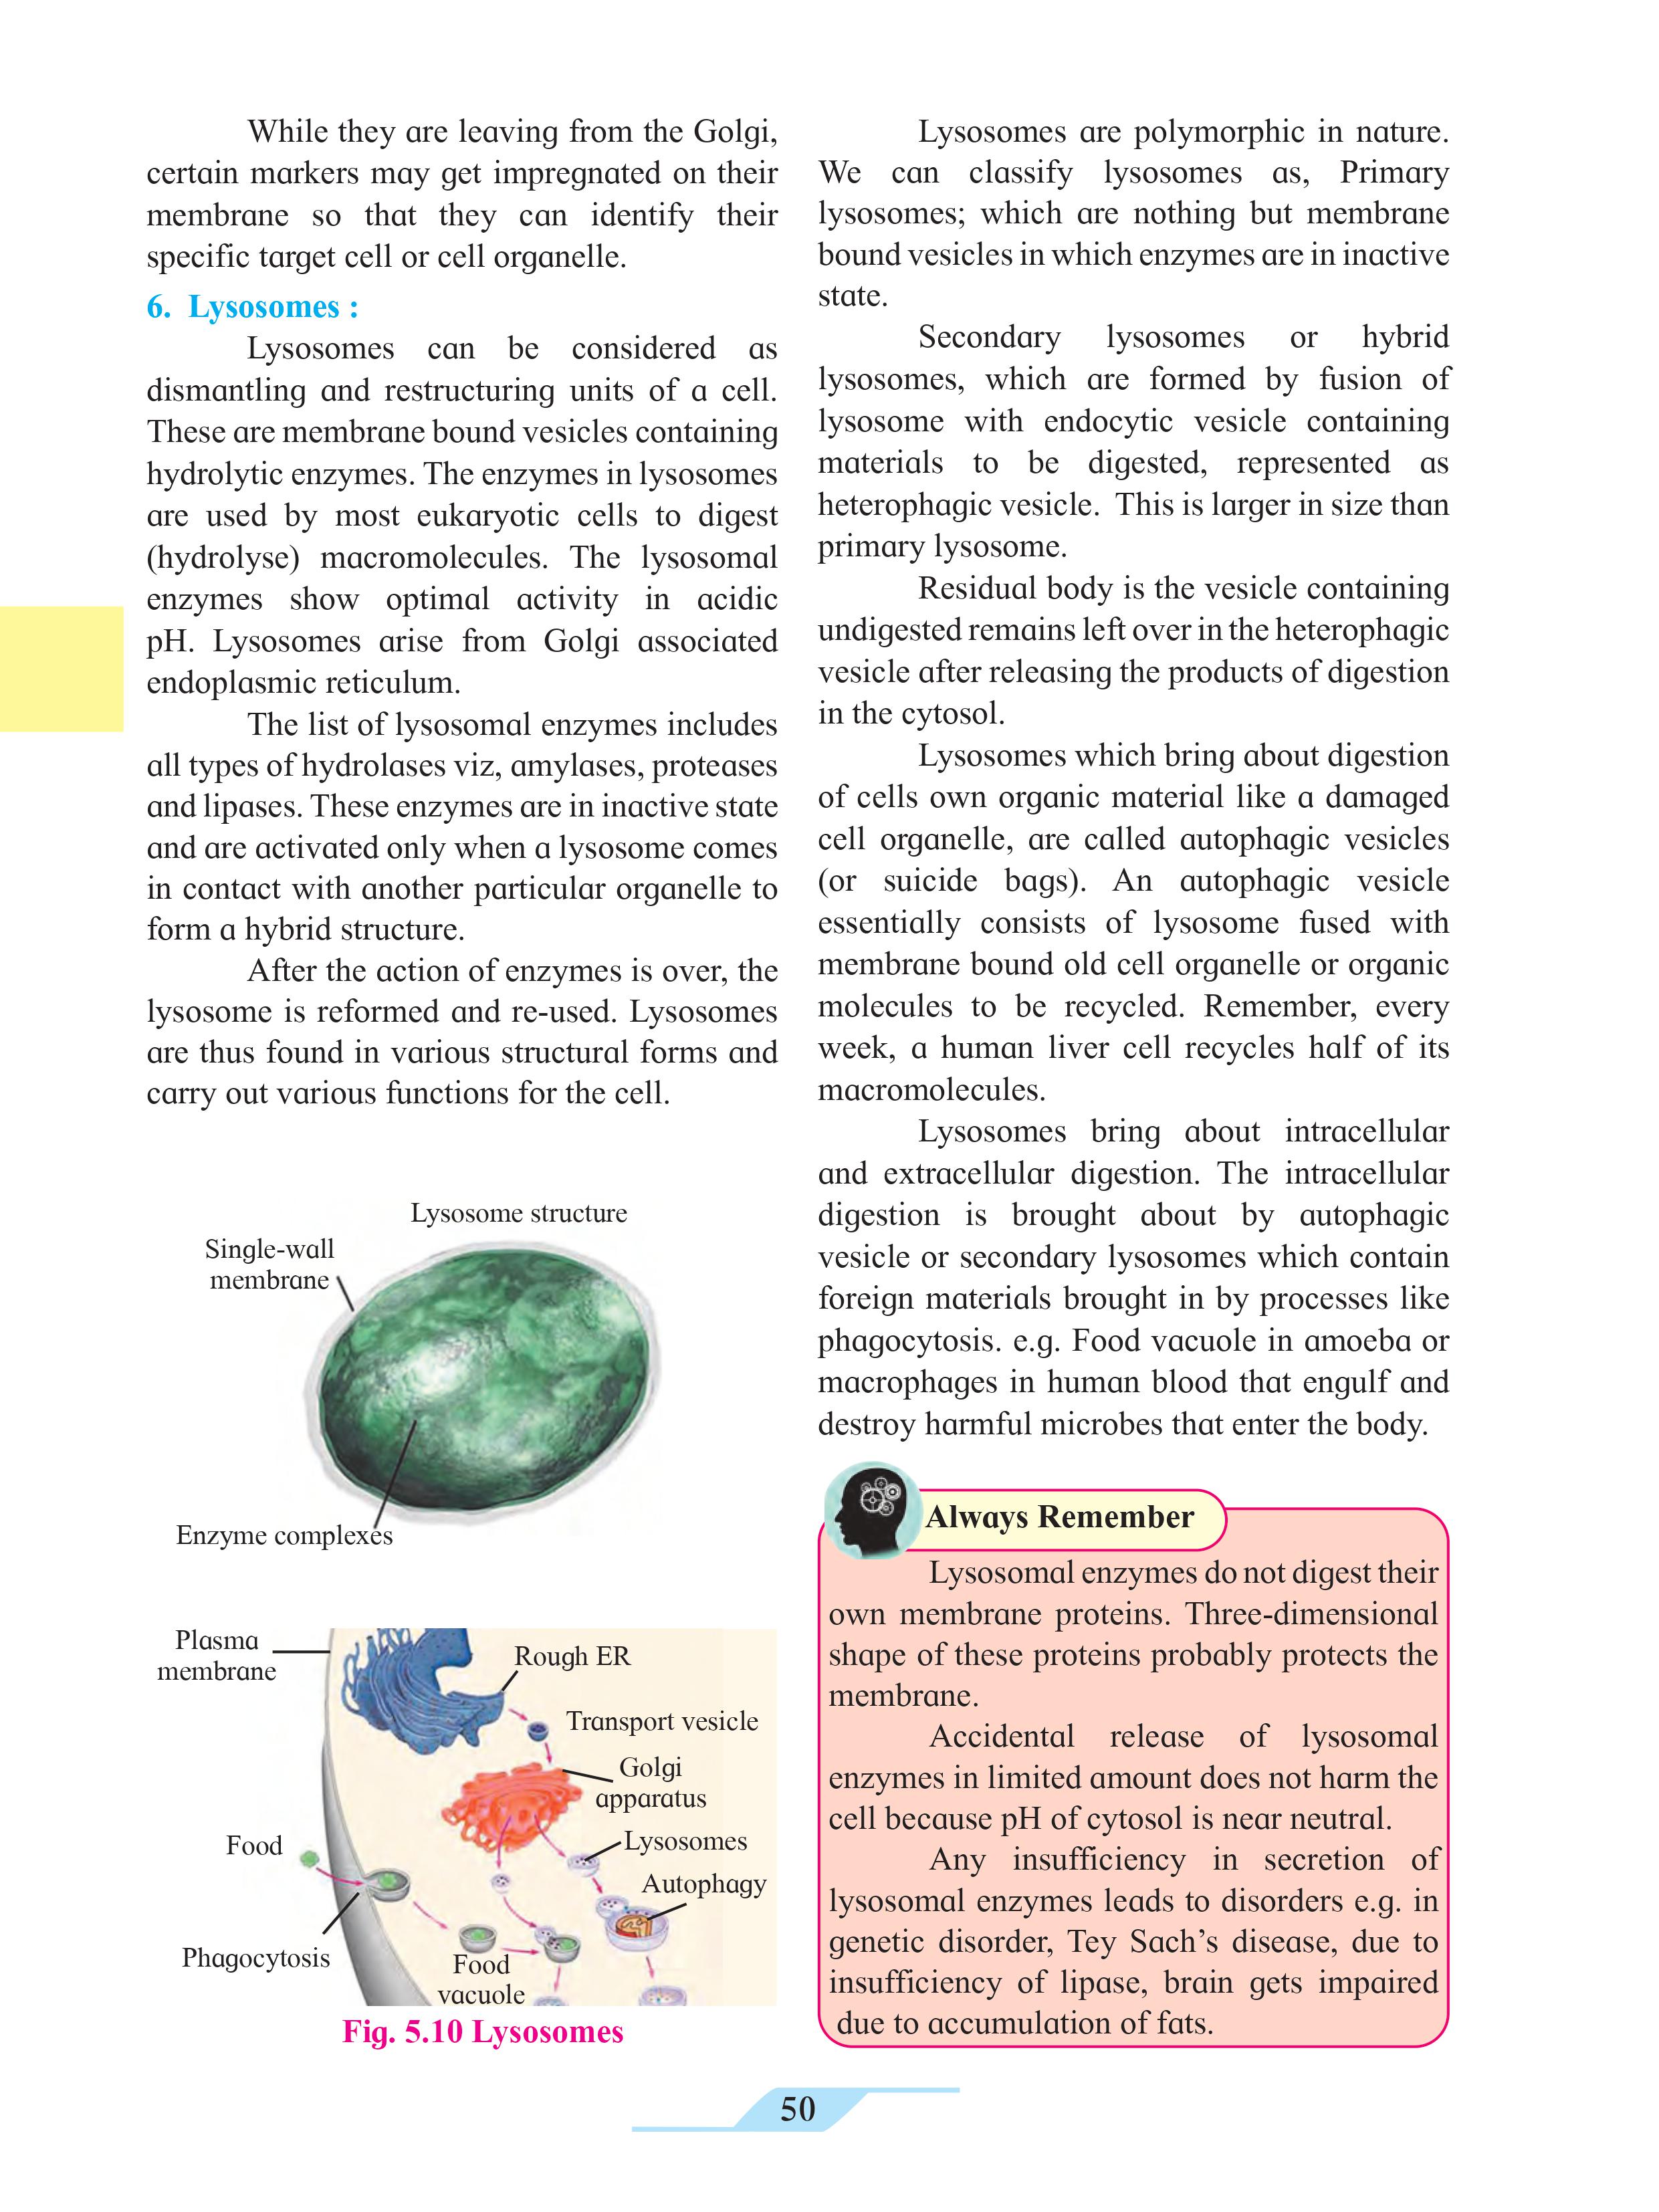 While they are leaving from the Golgi,
certain markers may get impregnated on their
membrane so that they can identify their
specific target cell or cell organelle.
6. Lysosomes :
Lysosomes can be considered as
dismantling and restructuring units of a cell.
These are membrane bound vesicles containing
hydrolytic enzymes. The enzymes in lysosomes
are used by most eukaryotic cells to digest
(hydrolyse) macromolecules. The lysosomal
enzymes show optimal activity in acidic
pH. Lysosomes arise from Golgi associated
endoplasmic reticulum.
The list of lysosomal enzymes includes
all types of hydrolases viz, amylases, proteases
and lipases. These enzymes are in inactive state
and are activated only when a lysosome comes
in contact with another particular organelle to
form a hybrid structure.
After the action of enzymes is over, the
lysosome is reformed and re-used. Lysosomes
are thus found in various structural forms and
carry out various functions for the cell.
Lysosome structure
Single-wall
membrane
Enzyme complexes
Plasma
membrane
Rough ER
Transport vesicle
Golgi
apparatus
Lysosomes
Food
Autophagy
Phagocytosis
Food
vacuole
Fig. 5.10 Lysosomes
Lysosomes are polymorphic in nature.
We can classify lysosomes as, Primary
lysosomes; which are nothing but membrane
bound vesicles in which enzymes are in inactive
state.
Secondary lysosomes or hybrid
lysosomes, which are formed by fusion of
lysosome with endocytic vesicle containing
materials to be digested, represented as
heterophagic vesicle. This is larger in size than
primary lysosome.
Residual body is the vesicle containing
undigested remains left over in the heterophagic
vesicle after releasing the products of digestion
in the cytosol.
Lysosomes which bring about digestion
of cells own organic material like a damaged
cell organelle, are called autophagic vesicles
(or suicide bags). An autophagic vesicle
essentially consists of lysosome fused with
membrane bound old cell organelle or organic
molecules to be recycled. Remember, every
week, a human liver cell recycles half of its
macromolecules.
Lysosomes bring about intracellular
and extracellular digestion. The intracellular
digestion is brought about by autophagic
vesicle or secondary lysosomes which contain
foreign materials brought in by processes like
phagocytosis. e.g. Food vacuole in amoeba or
macrophages in human blood that engulf and
destroy harmful microbes that enter the body.
Always Remember
Lysosomal enzymes do not digest their
own membrane proteins. Three-dimensional
shape of these proteins probably protects the
membrane.
Accidental release of lysosomal
enzymes in limited amount does not harm the
cell because pH of cytosol is near neutral.
Any insufficiency in secretion of
lysosomal enzymes leads to disorders e.g. in
genetic disorder, Tey Sach's disease, due to
insufficiency of lipase, brain gets impaired
due to accumulation of fats.
50